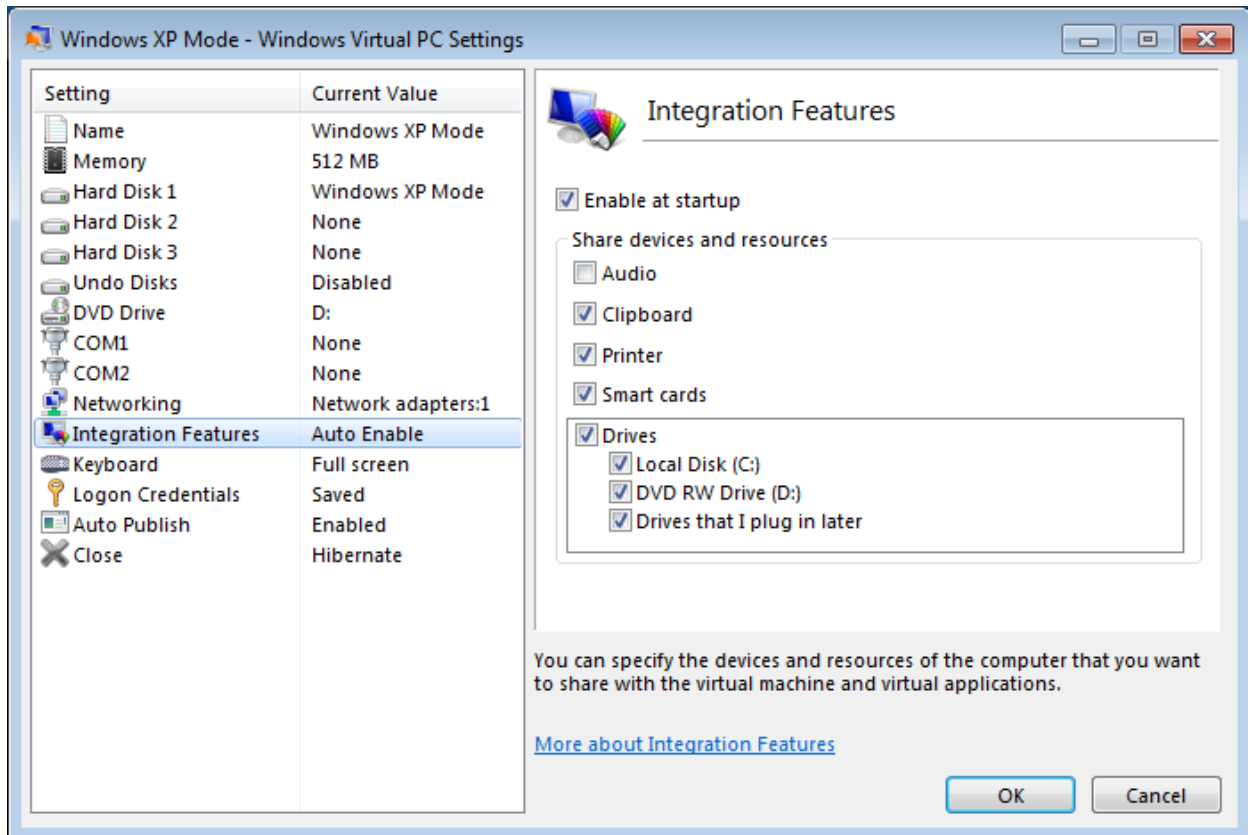 Windows XP Mode - Windows Virtual PC Settings
Setting Current Value
Name Windows XP Mode
Memory 512 MB
Hard Disk 1 Windows XP Mode
Hard Disk 2 None
Hard Disk 3 None
Undo Disks Disabled
DVD Drive D:
COM1 None
COM2 None
Networking Network adapters:1
Integration Features Auto Enable
Keyboard Full screen
Logon Credentials Saved
Auto Publish Enabled
Close Hibernate
Integration Features
Enable at startup
Share devices and resources
Audio
Clipboard
Printer
Smart cards
Drives
Local Disk (C:)
DVD RW Drive (D:)
Drives that I plug in later
You can specify the devices and resources of the computer that you want
to share with the virtual machine and virtual applications.
More about Integration Features
OK Cancel